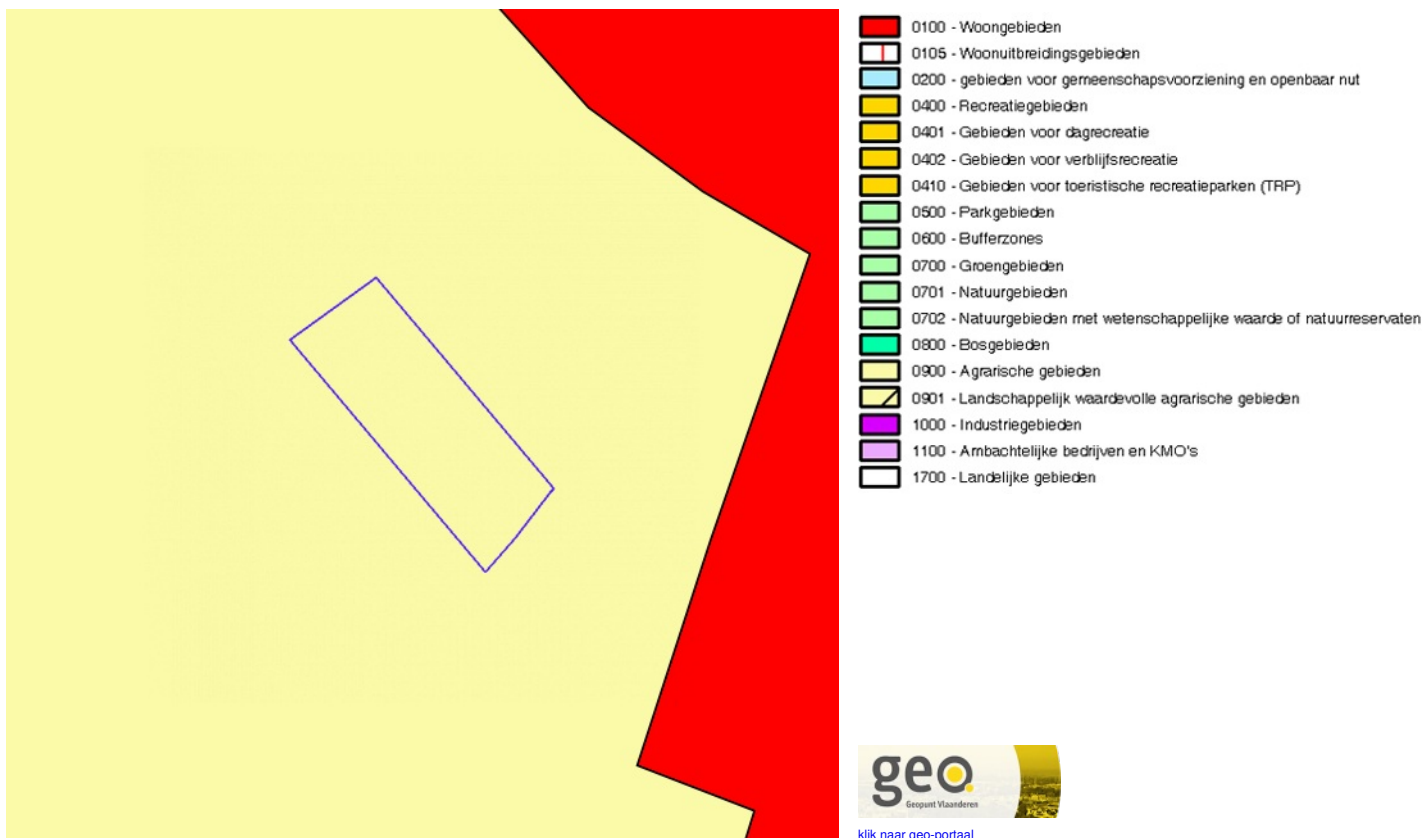 0100 - Woongebieden
0105 - Woonuitbreidingsgebieden
0200 - gebieden voor gemeenschapsvoorziening en openbaar nut
0400 - Recreatiegebieden
0401 - Gebieden voor dagrecreatie
0402 - Gebieden voor verblijfsrecreatie
0410 - Gebieden voor toeristische recreatieparken (TRP)
0500 - Parkgebieden
0600 - Bufferzones
0700 - Groengebieden
0701 - Natuurgebieden
0702 - Natuurgebieden met wetenschappelijke waarde of natuurreservaten
0800 - Bosgebieden
0900 - Agrarische gebieden
0901 - Landschappelijk waardevolle agrarische gebieden
1000 - Industriegebieden
1100 - Ambachtelijke bedrijven en KMO's
1700 - Landelijke gebieden
geo.
Geopunt Vlaanderen
klik naar geo-portaal